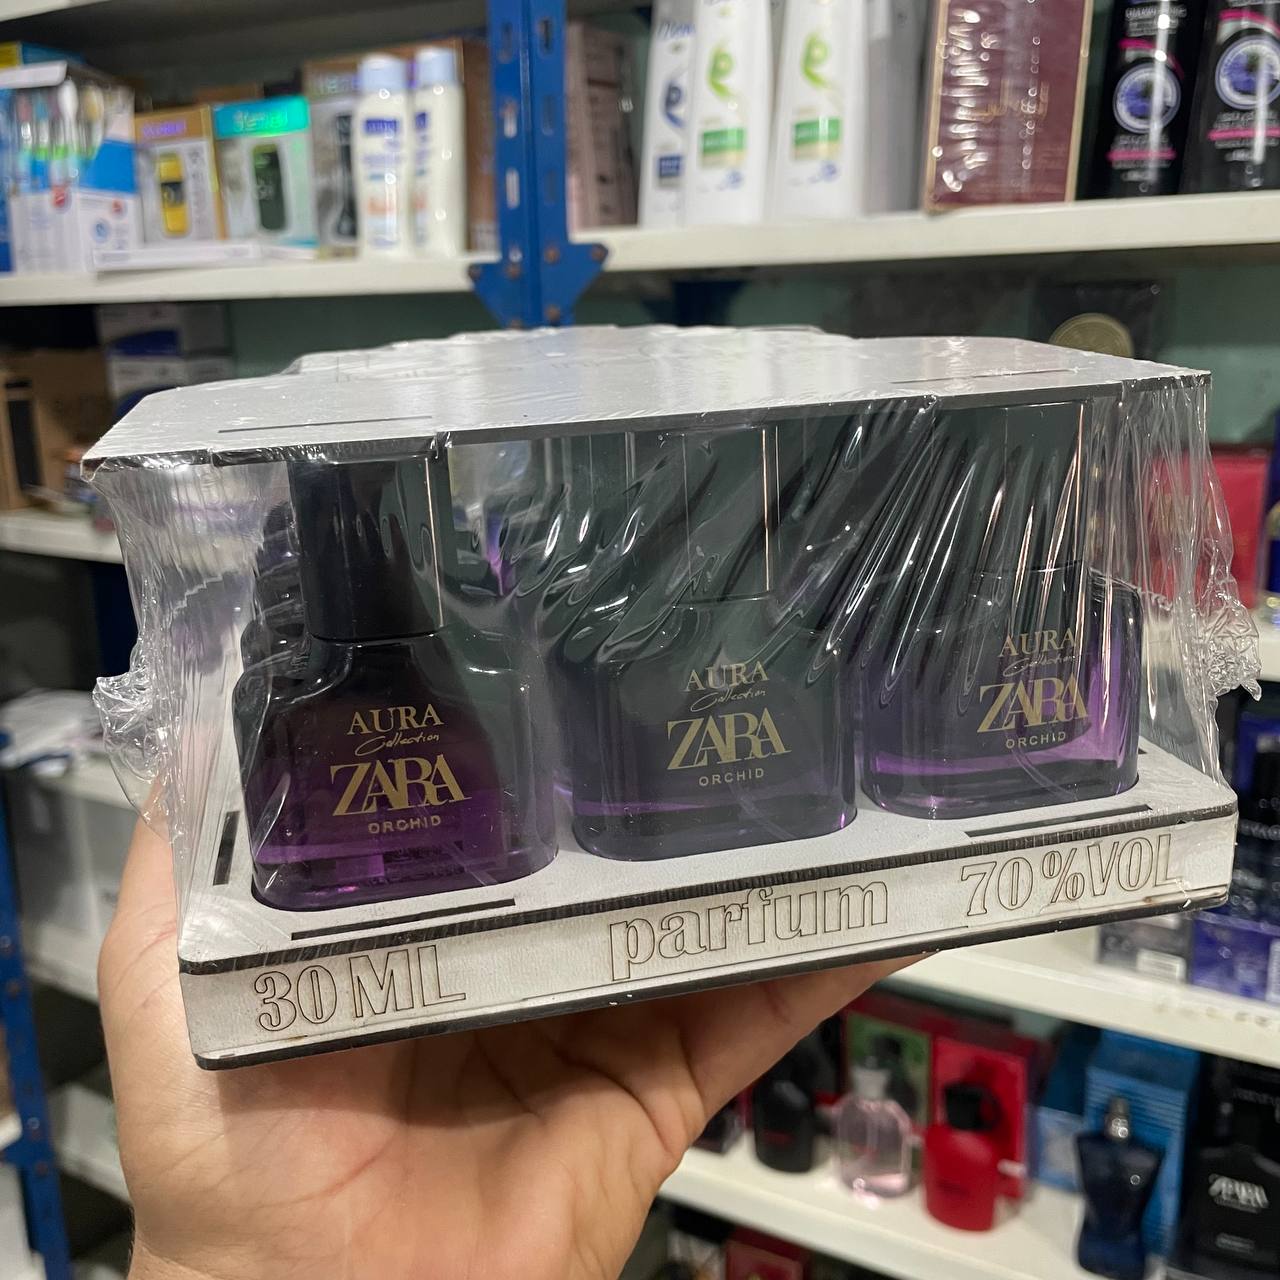 AURA
Collection
ZARA
ORCHID
AURA
Collection
ZARA
ORCHID
AURA
Collection
ZARA
ORCHID
30 ML
parfum
70%VOL